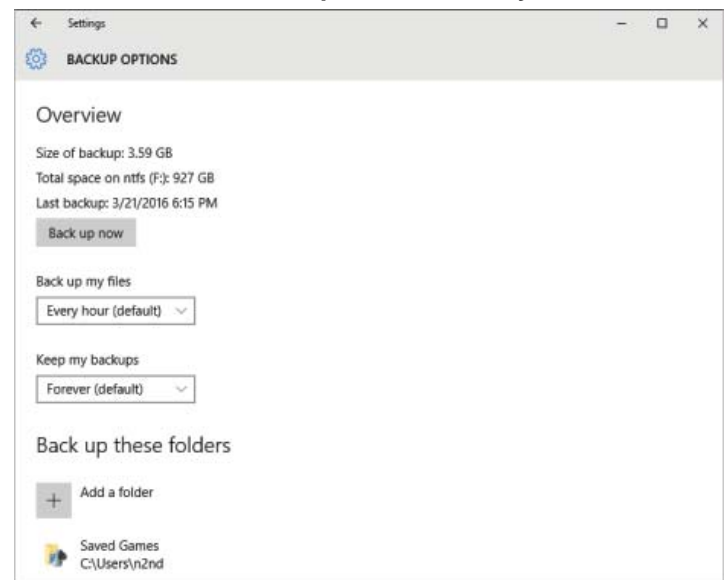 Settings
BACKUP OPTIONS
Overview
Size of backup: 3.59 GB
Total space on ntfs (F:): 927 GB
Last backup: 3/21/2016 6:15 PM
Back up now
Back up my files
Every hour (default)
Keep my backups
Forever (default)
Back up these folders
Add a folder
Saved Games
C:\Users\n2nd